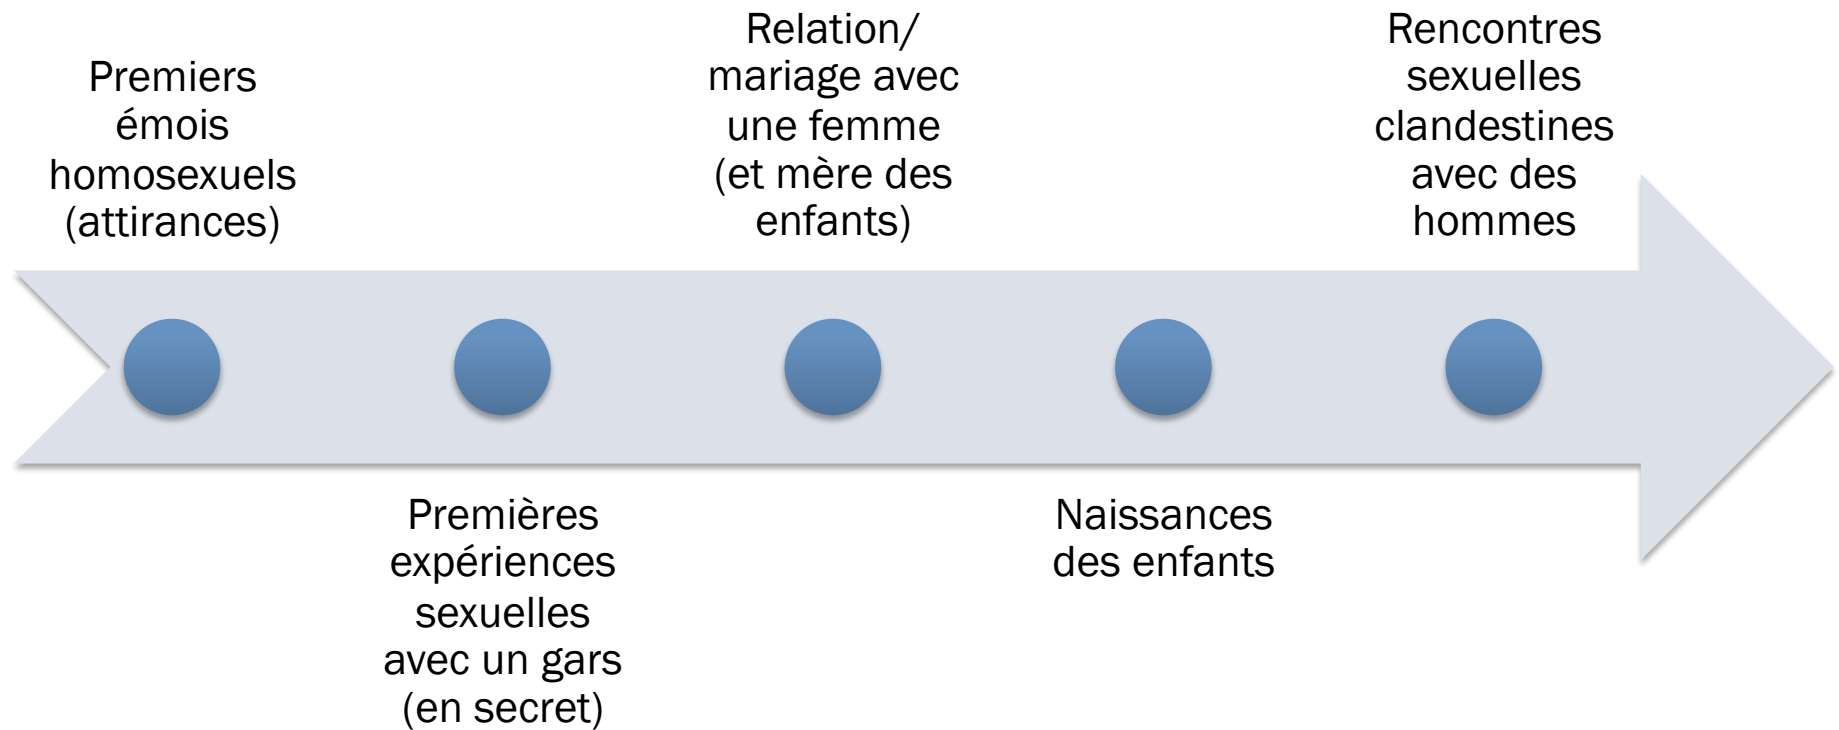 Premiers
émois
homosexuels
(attirances)
Premières
expériences
sexuelles
avec un gars
(en secret)
Relation/
mariage avec
une femme
(et mère des
enfants)
Naissances
des enfants
Rencontres
sexuelles
clandestines
avec des
hommes